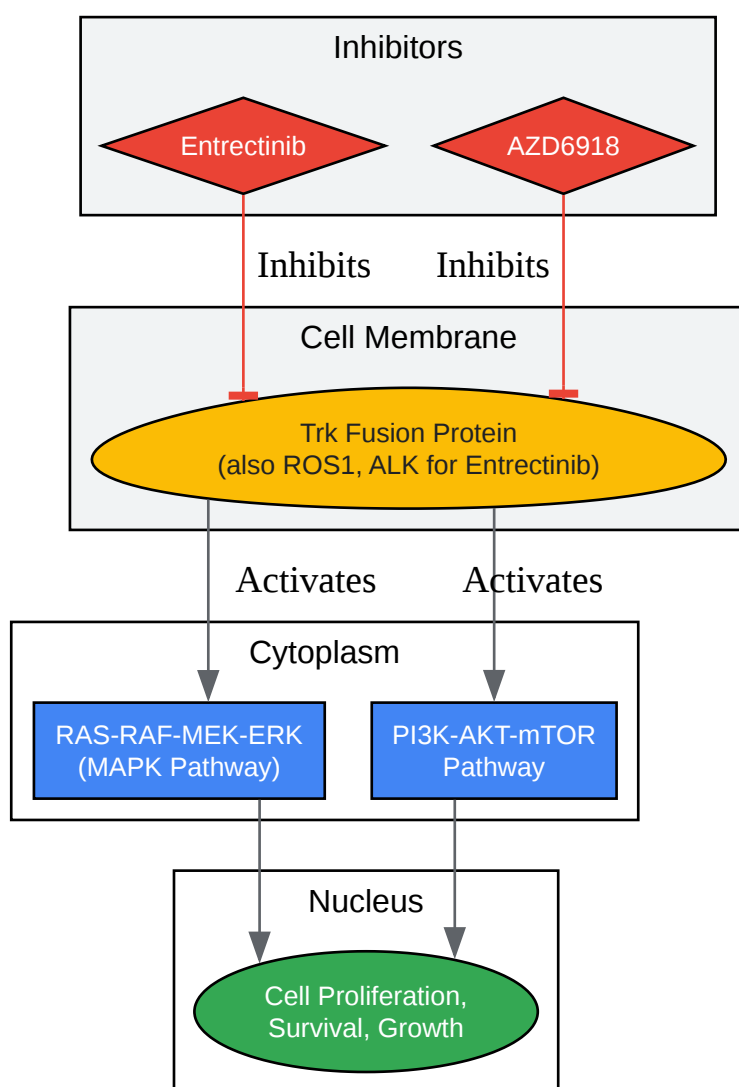 Inhibitors
Entrectinib
AZD6918
Inhibits
Inhibits
Cell Membrane
Trk Fusion Protein
(also ROS1, ALK for Entrectinib)
Activates
Activates
Cytoplasm
RAS-RAF-MEK-ERK
(MAPK Pathway)
PI3K-AKT-mTOR
Pathway
Nucleus
Cell Proliferation,
Survival, Growth